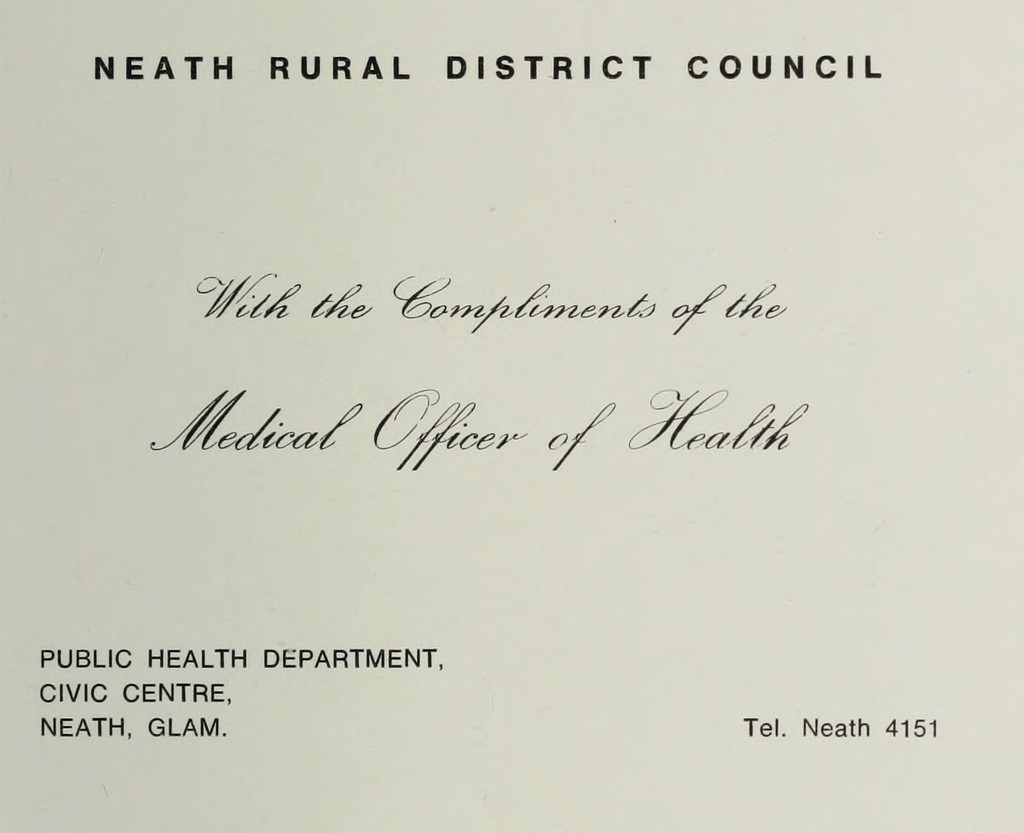 NEATH RURAL DISTRICT COUNCIL
With the Compliments of the
Medical Officer of Health
PUBLIC HEALTH DEPARTMENT,
CIVIC CENTRE,
NEATH, GLAM.
Tel. Neath 4151